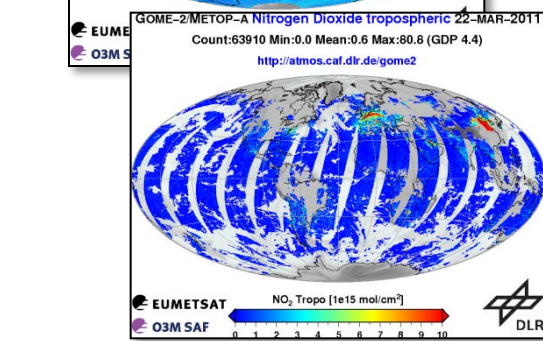 EUME
O3M S
GOME-2/METOP-A Nitrogen Dioxide tropospheric 22-MAR-2011
Count:63910 Min:0.0 Mean:0.6 Max:80.8 (GDP 4.4)
http://atmos.caf.dlr.de/gome2
EUMETSAT
O3M SAF
NO₂ Tropo [1e15 mol/cm²]
0 1 2 3 4 5 6 7 8 9 10
DLR